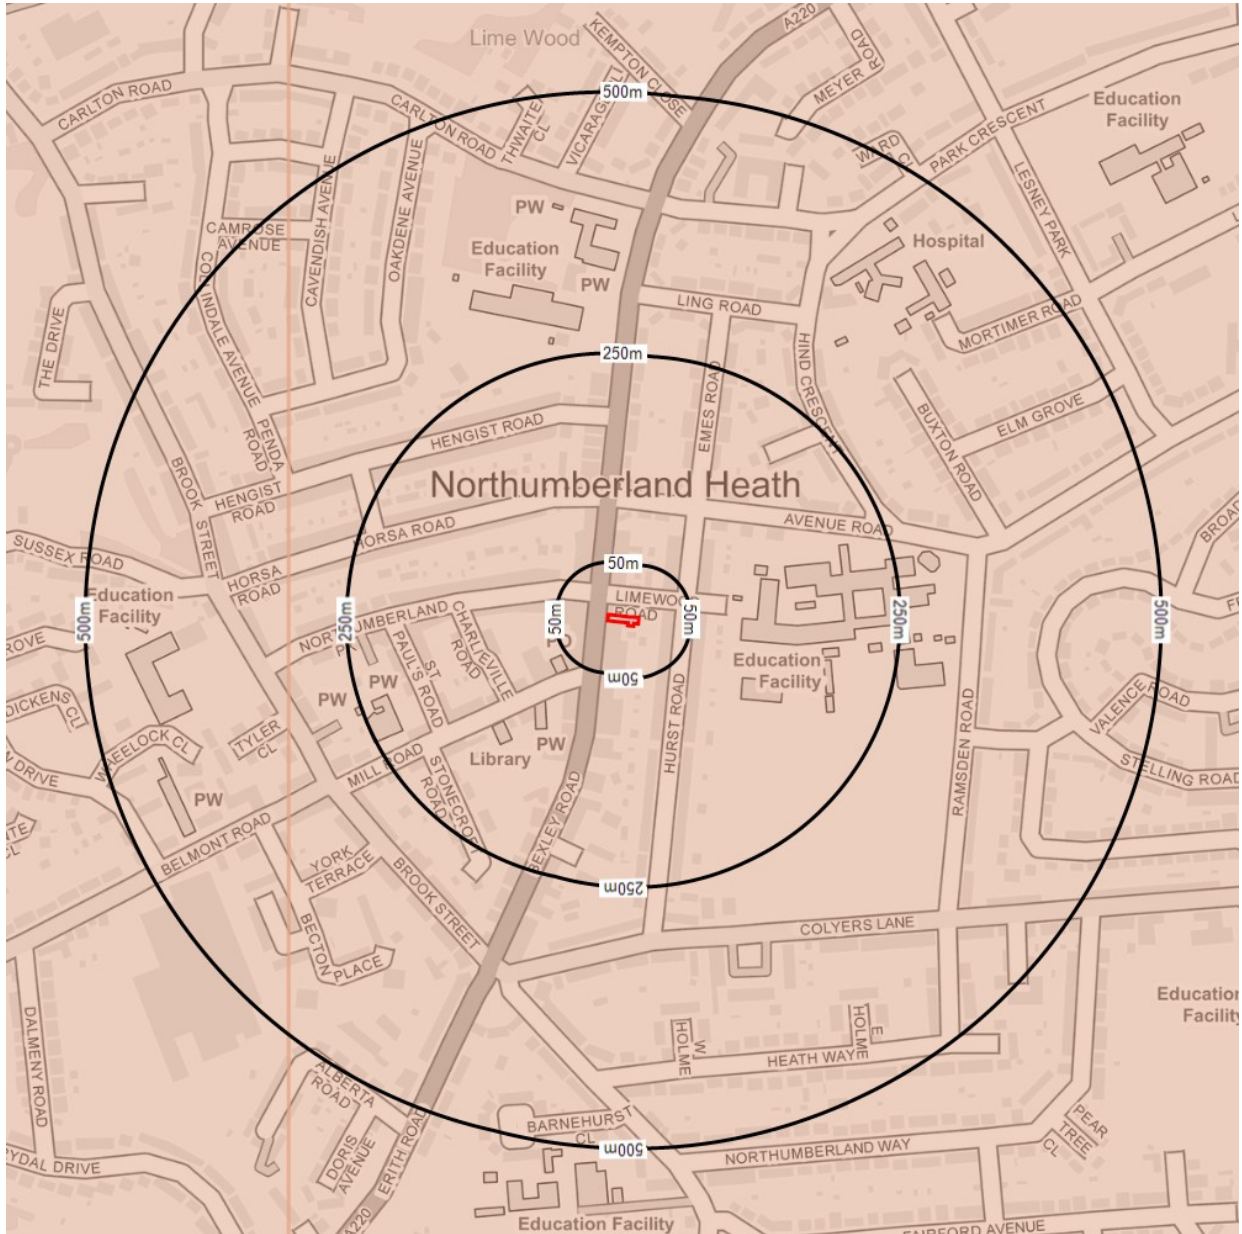 Lime Wood
KEMPTON CLOSE
A220
MEYER ROAD
CARLTON ROAD
500m
CARLTON ROAD
THWAITE
CL
Education
Facility
WARD CL
PARK CRESCENT
LESNEY PARK
CAVENDISH AVENUE
OAKDENE AVENUE
PW
CAMROSE
AVENUE
Education
Facility
PW
Hospital
COLINDALE AVENUE
LING ROAD
MORTIMER ROAD
THE DRIVE
HIND CRESCENT
250m
EMES ROAD
BUXTON ROAD
ELM GROVE
HENGIST ROAD
PENDA
ROAD
BROOK STREET
Northumberland Heath
HENGIST
ROAD
HORSA ROAD
AVENUE ROAD
BROAD
SUSSEX ROAD
HORSA
ROAD
50m
Education
Facility
LIMEWO
ROAD
500m
250m
NORTHUMBERLAND
CHARLIEVILLE
ROAD
50m
50m
250m
500m
ST
PAUL'S ROAD
PW
PW
50m
Education
Facility
HURST ROAD
ROVE
DICKENS CL
WHEELOCK CL
TYLER
CL
Library
PW
RAMSDEN ROAD
VALENCE ROAD
STELLING ROAD
W DRIVE
PW
MILL ROAD
STONECROFT
ROAD
BEXLEY ROAD
BELMONT ROAD
YORK
TERRACE
BROOK STREET
250m
BECTON
PLACE
COLYERS LANE
Education
Facility
DALMENY ROAD
W
HOLME
E
HOLME
HEATH WAY
ALBERTA
ROAD
DORIS
AVENUE
ERITH ROAD
BARNEHURST
CL
PEAR
TREE
CL
500m
NORTHUMBERLAND WAY
YDAL DRIVE
A220
Education Facility
FAIRFORD AVENUE